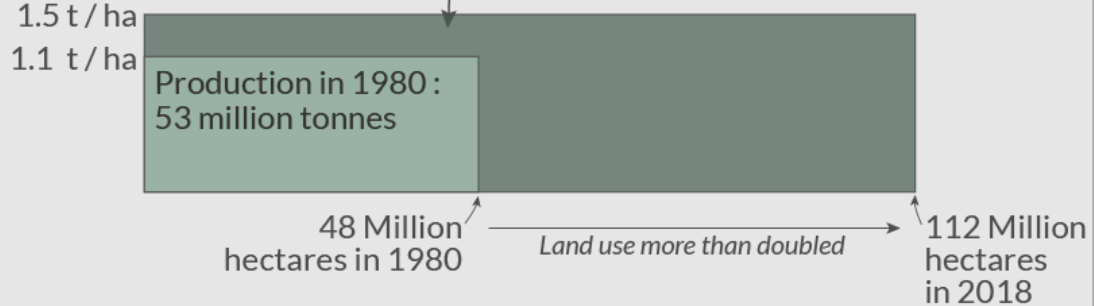 1.5 t / ha
1.1 t / ha
Production in 1980 :
53 million tonnes
48 Million
hectares in 1980
Land use more than doubled
112 Million
hectares
in 2018